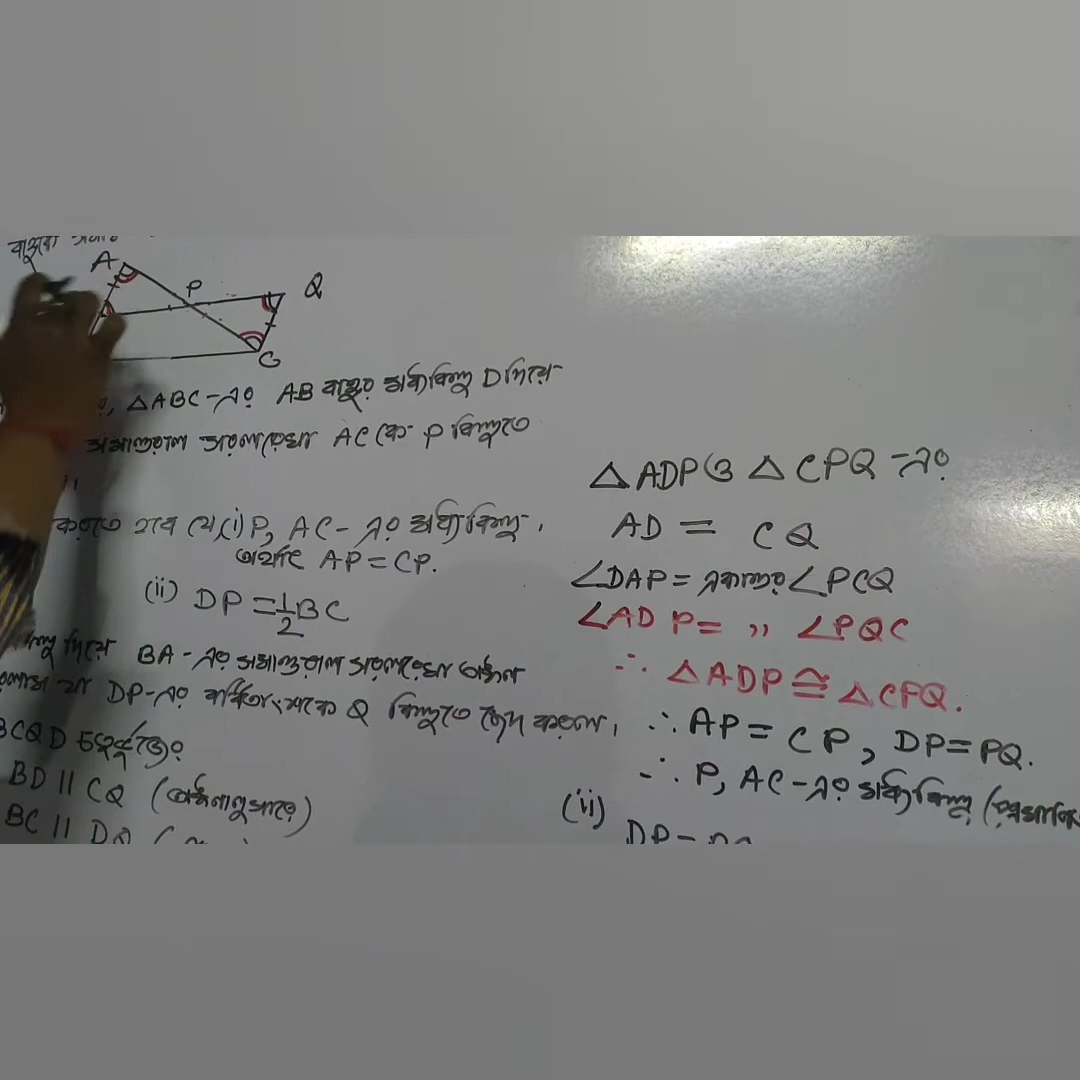 A
P
Q
C
△ABC-এর AB বাহুর মধ্যবিন্দু D দিয়ে
সমান্তরাল সরলরেখা AC কে P বিন্দুতে
করতে হবে যে, (i) P, AC-এর মধ্যবিন্দু,
অর্থাৎ AP = CP.
(ii) DP = 1/2 BC
দিয়ে BA-এর সমান্তরাল সরলরেখা অঙ্কন
DP-এর বর্ধিতাংশকে Q বিন্দুতে ছেদ করলো,
BCQD চতুর্ভুজের
BD || CQ (অঙ্কনানুসারে)
BC || DQ
△ADP ও △CPQ-এর
AD = CQ
∠DAP = একান্তর ∠PCQ
∠ADP = ,, ∠PQC
∴ △ADP ≅ △CPQ.
∴ AP = CP, DP = PQ.
∴ P, AC-এর মধ্যবিন্দু
(ii)